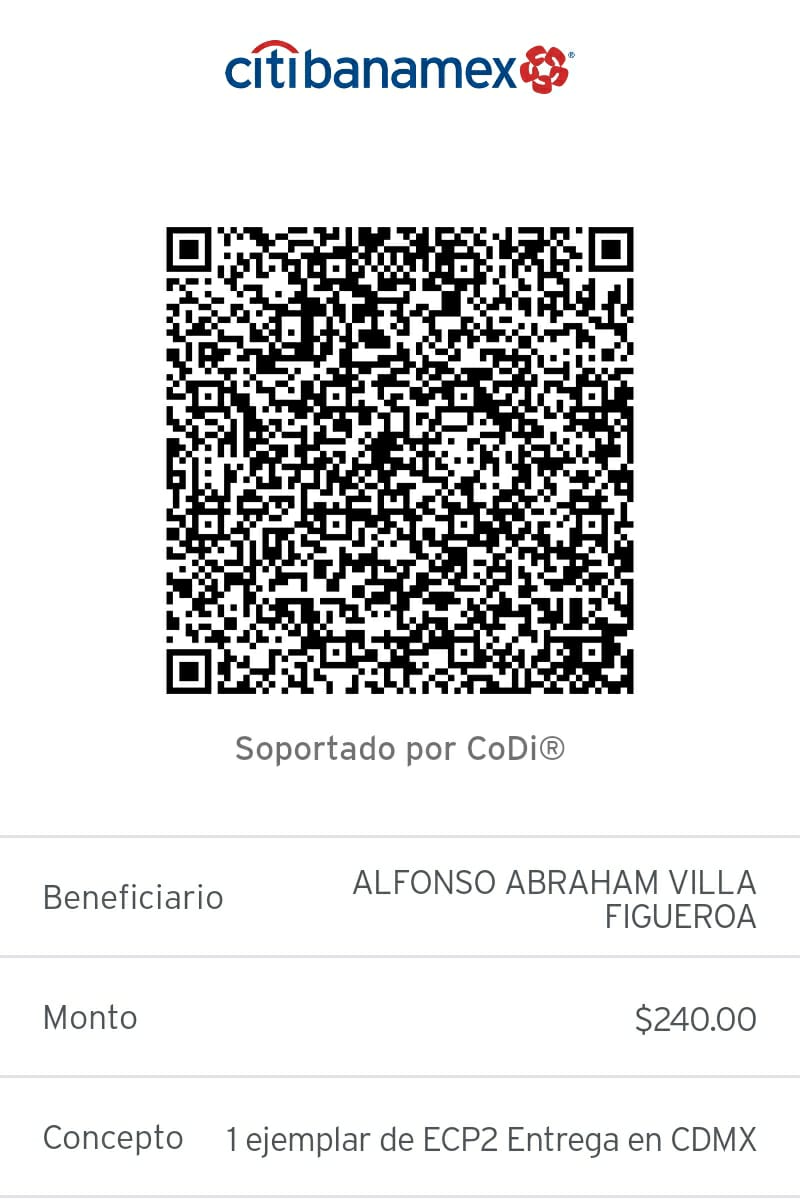 citibanamex®
Soportado por CoDi®
Beneficiario
ALFONSO ABRAHAM VILLA
FIGUEROA
Monto
$240.00
Concepto
1 ejemplar de ECP2 Entrega en CDMX